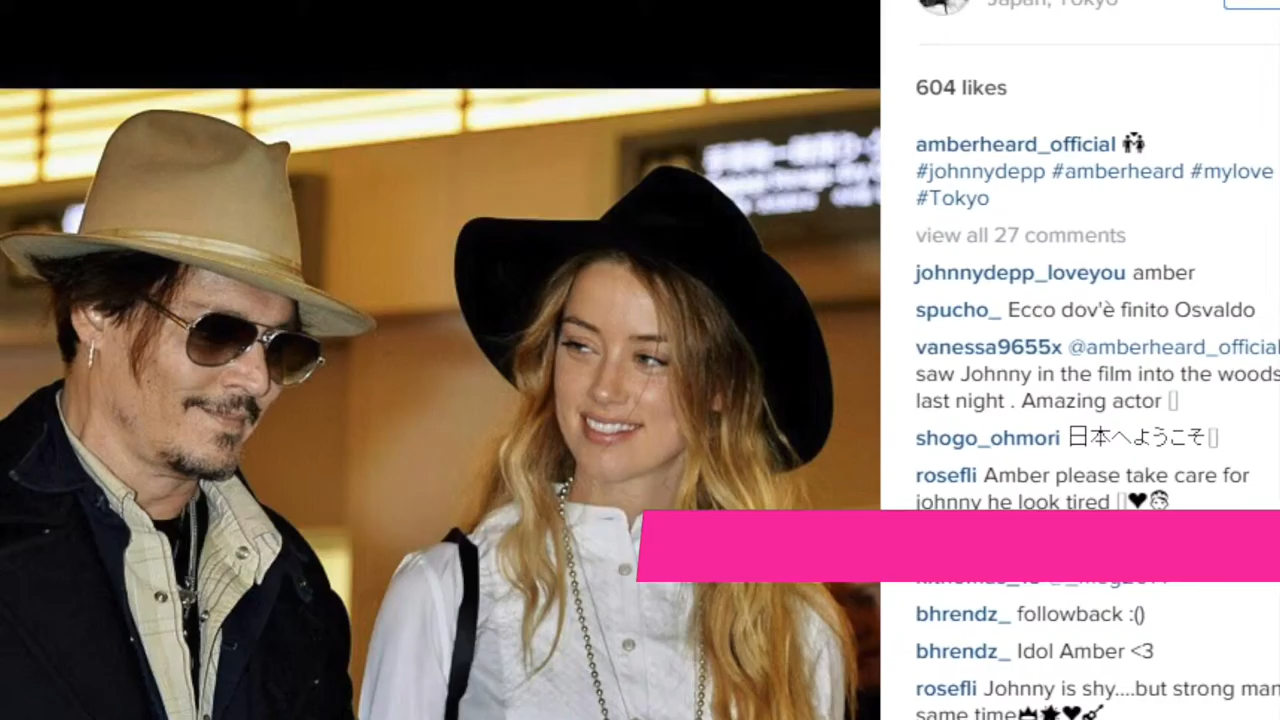 Japan, Tokyo
604 likes
amberheard_official
#johnnydepp #amberheard #mylove
#Tokyo
view all 27 comments
johnnydepp_loveyou amber
spucho_ Ecco dov'è finito Osvaldo
vanessa9655x @amberheard_official
saw Johnny in the film into the woods
last night . Amazing actor
shogo_ohmori 日本へようこそ
rosefli Amber please take care for
johnny he look tired
bhrendz_ followback :()
bhrendz_ Idol Amber <3
rosefli Johnny is shy....but strong man
same time